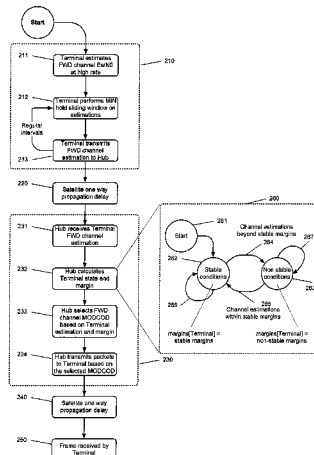 Start
211
Terminal estimates
FWD channel Es/N0
at high rate
210
212
Terminal performs MIN
hold sliding window on
estimations
Regular
intervals
213
Terminal transmits
FWD channel
estimation to Hub
220
Satellite one way
propagation delay
231
Hub receives Terminal
FWD channel
estimation
232
Hub calculates
Terminal state and
margin
233
Hub selects FWD
channel MODCOD
based on Terminal
estimation and margin
234
Hub transmits packets
to Terminal based on
the selected MODCOD
230
240
Satellite one way
propagation delay
250
Frame received by
Terminal
260
261
Start
Channel estimations
beyond stable margins
264
267
262
Stable
conditions
Non stable
conditions
263
265
266
Channel estimations
within stable margins
margins[Terminal] =
stable margins
margins[Terminal] =
non-stable margins